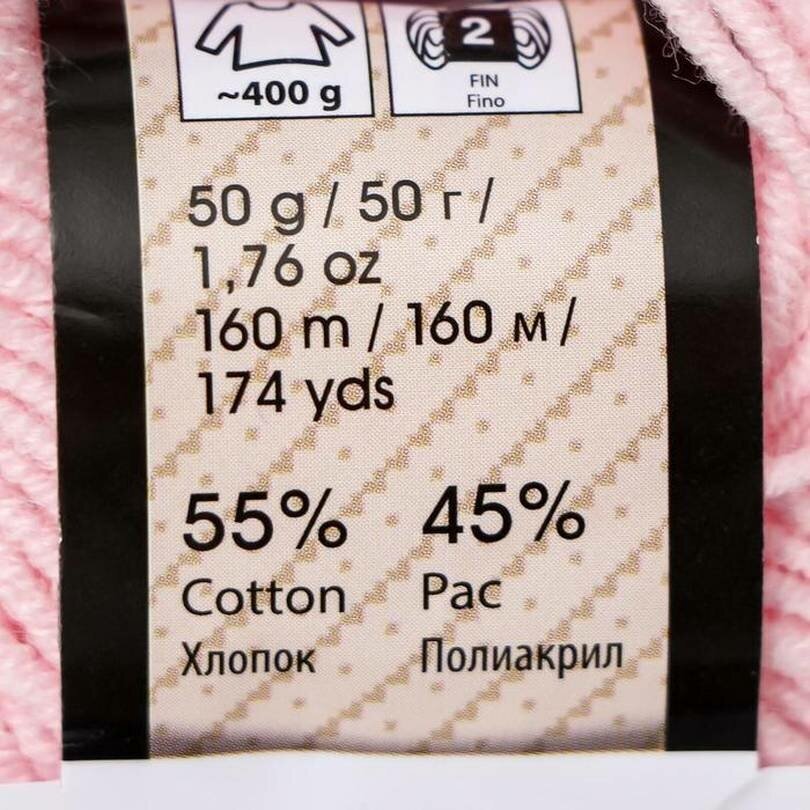 ~400 g
2
FIN
Fino
50 g / 50 г /
1,76 oz
160 m / 160 м /
174 yds
55% 45%
Cotton Pac
Хлопок Полиакрил